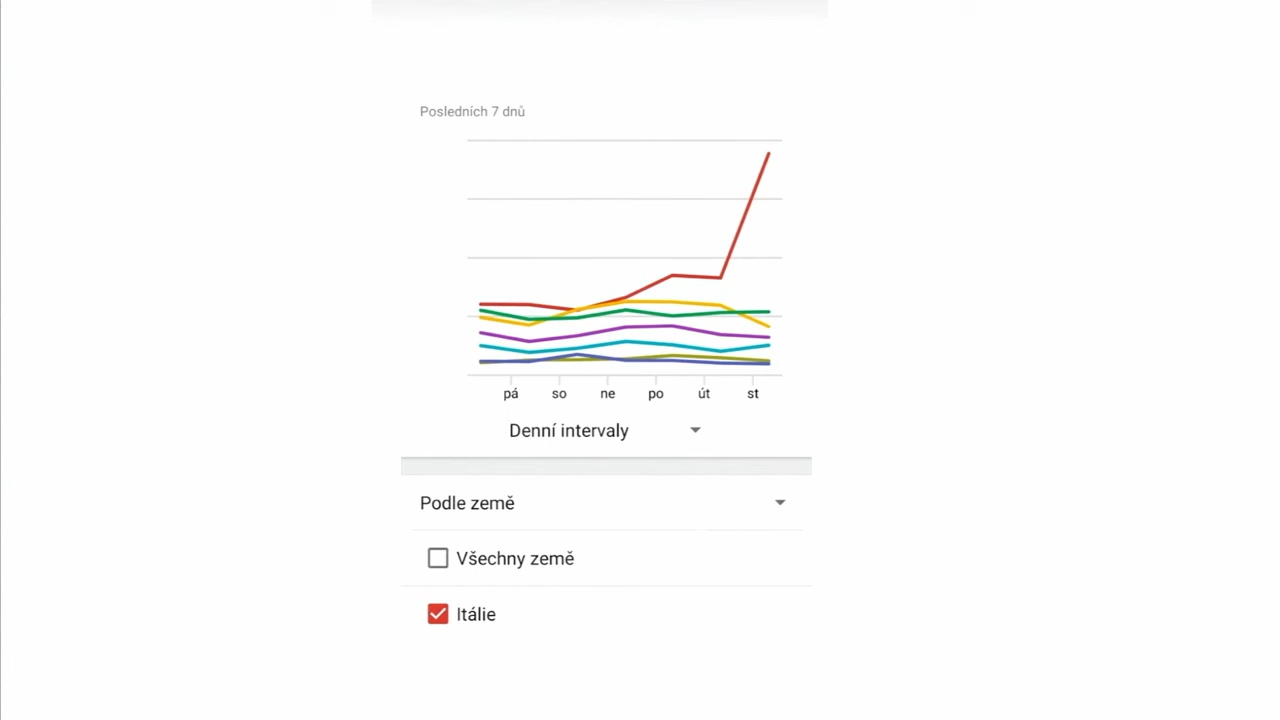 Posledních 7 dnů
pá so ne po út st
Denní intervaly
Podle země
Všechny země
Itálie